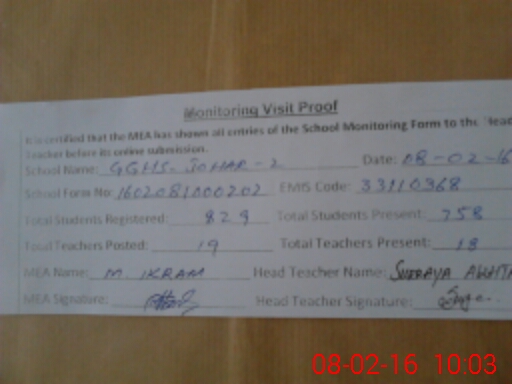 Monitoring Visit Proof
It is certified that the MEA has shown all entries of the School Monitoring Form to the Head
Teacher before its online submission.
School Name: GGHS-JOHAR-2 Date: 08-02-16
School Form No: 1602081000202 EMIS Code: 33110368
Total Students Registered: 829 Total Students Present: 758
Total Teachers Posted: 19 Total Teachers Present: 18
MEA Name: M. IKRAM Head Teacher Name: SURRAYA AKHTA
MEA Signature: Head Teacher Signature:
08-02-16 10:03